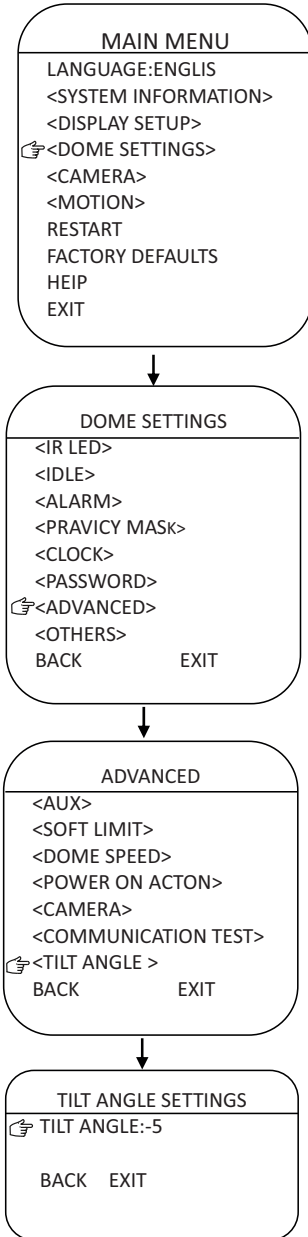 MAIN MENU
LANGUAGE:ENGLIS
<SYSTEM INFORMATION>
<DISPLAY SETUP>
<DOME SETTINGS>
<CAMERA>
<MOTION>
RESTART
FACTORY DEFAULTS
HEIP
EXIT
DOME SETTINGS
<IR LED>
<IDLE>
<ALARM>
<PRAVICY MASK>
<CLOCK>
<PASSWORD>
<ADVANCED>
<OTHERS>
BACK EXIT
ADVANCED
<AUX>
<SOFT LIMIT>
<DOME SPEED>
<POWER ON ACTON>
<CAMERA>
<COMMUNICATION TEST>
<TILT ANGLE >
BACK EXIT
TILT ANGLE SETTINGS
TILT ANGLE:-5
BACK EXIT